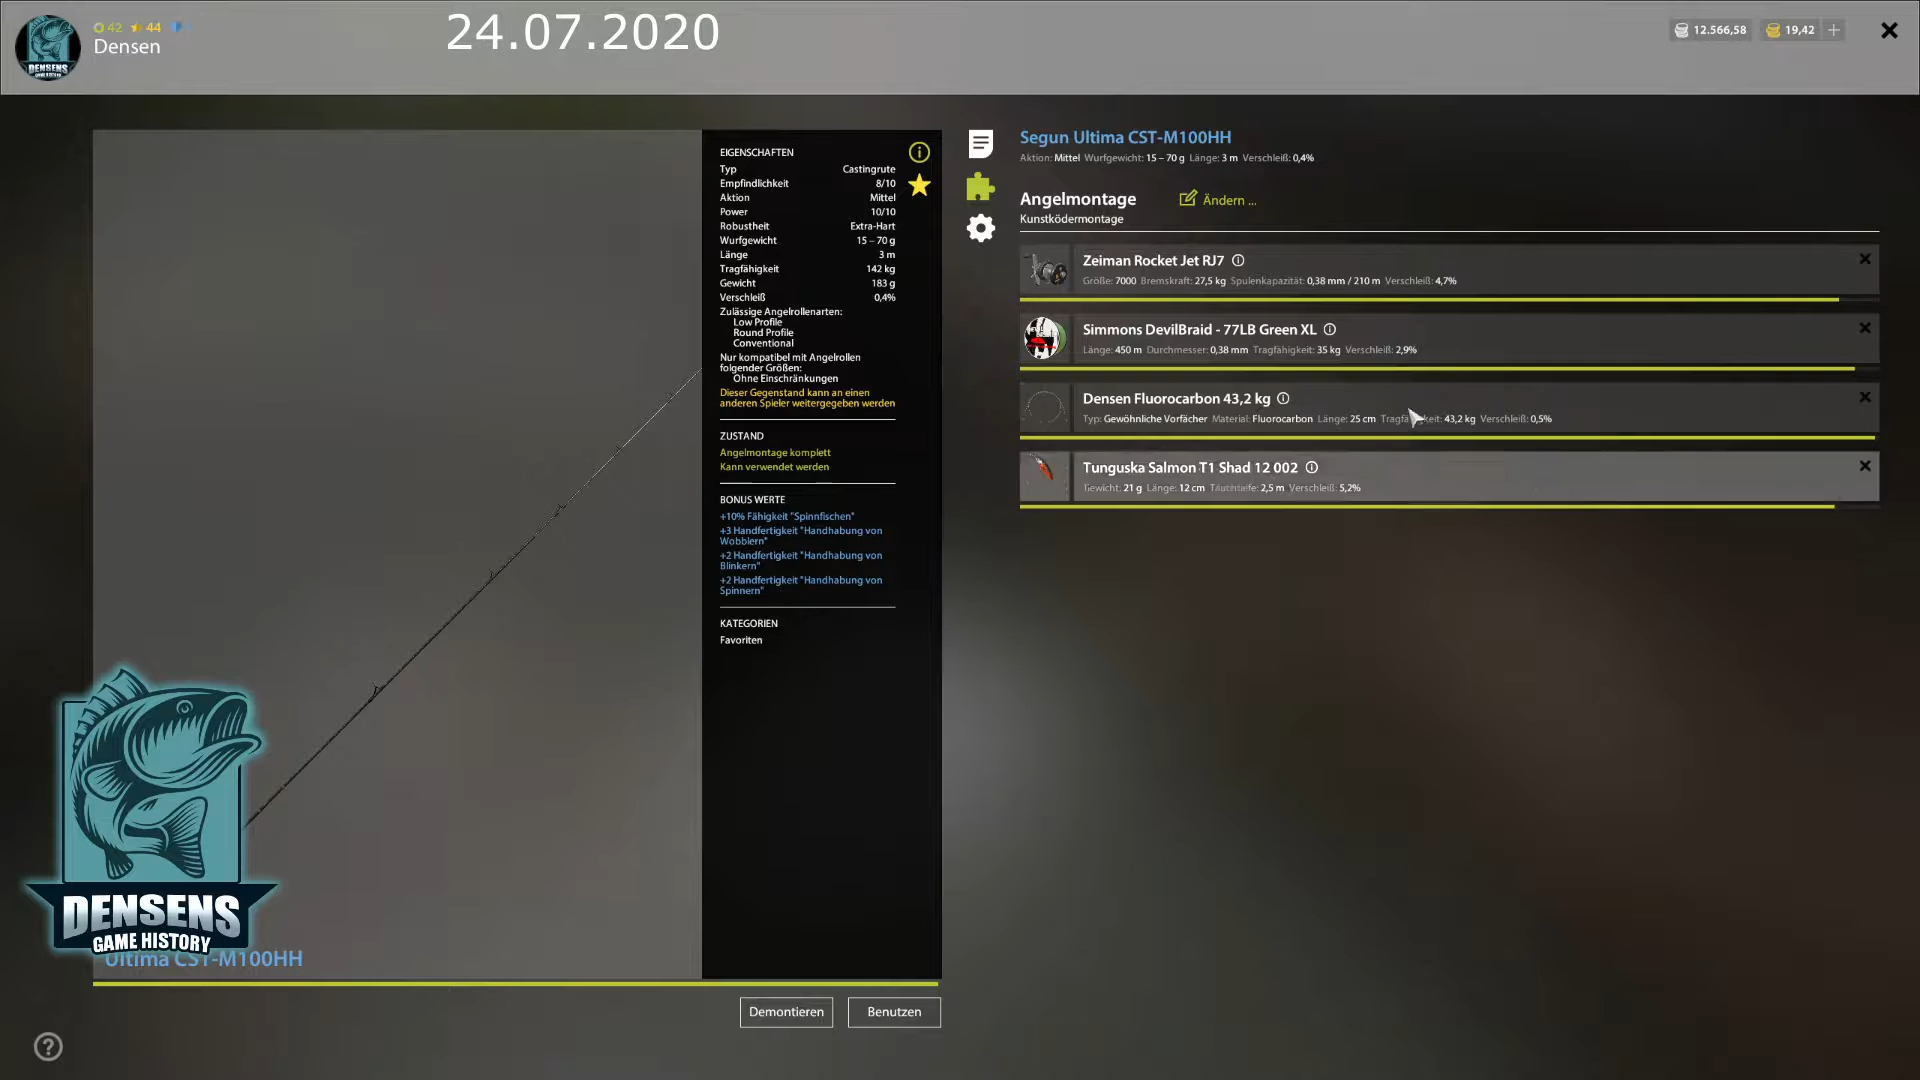 42 44
Densen
24.07.2020
12.566,58
19,42
EIGENSCHAFTEN
Typ Castingrute
Empfindlichkeit 8/10
Aktion Mittel
Power 10/10
Robustheit Extra-Hart
Wurfgewicht 15 – 70 g
Länge 3 m
Tragfähigkeit 142 kg
Gewicht 183 g
Verschleiß 0,4%
Zulässige Angelrollenarten:
Low Profile
Round Profile
Conventional
Nur kompatibel mit Angelrollen
folgender Größen:
Ohne Einschränkungen
Dieser Gegenstand kann an einen
anderen Spieler weitergegeben werden
ZUSTAND
Angelmontage komplett
Kann verwendet werden
BONUS WERTE
+10% Fähigkeit "Spinnfischen"
+3 Handfertigkeit "Handhabung von
Wobblern"
+2 Handfertigkeit "Handhabung von
Blinkern"
+2 Handfertigkeit "Handhabung von
Spinnern"
KATEGORIEN
Favoriten
DENSENS
GAME HISTORY
Ultima CST-M100HH
Demontieren
Benutzen
Segun Ultima CST-M100HH
Aktion: Mittel Wurfgewicht: 15 – 70 g Länge: 3 m Verschleiß: 0,4%
Angelmontage
Ändern ...
Kunstködermontage
Zeiman Rocket Jet RJ7
Größe: 7000 Bremskraft: 27,5 kg Spulenkapazität: 0,38 mm / 210 m Verschleiß: 4,7%
Simmons DevilBraid - 77LB Green XL
Länge: 450 m Durchmesser: 0,38 mm Tragfähigkeit: 35 kg Verschleiß: 2,9%
Densen Fluorocarbon 43,2 kg
Typ: Gewöhnliche Vorfächer Material: Fluorocarbon Länge: 25 cm Tragfähigkeit: 43,2 kg Verschleiß: 0,5%
Tunguska Salmon T1 Shad 12 002
Gewicht: 21 g Länge: 12 cm Tauchtiefe: 2,5 m Verschleiß: 5,2%